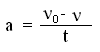 a = (ν₀ - ν) / t